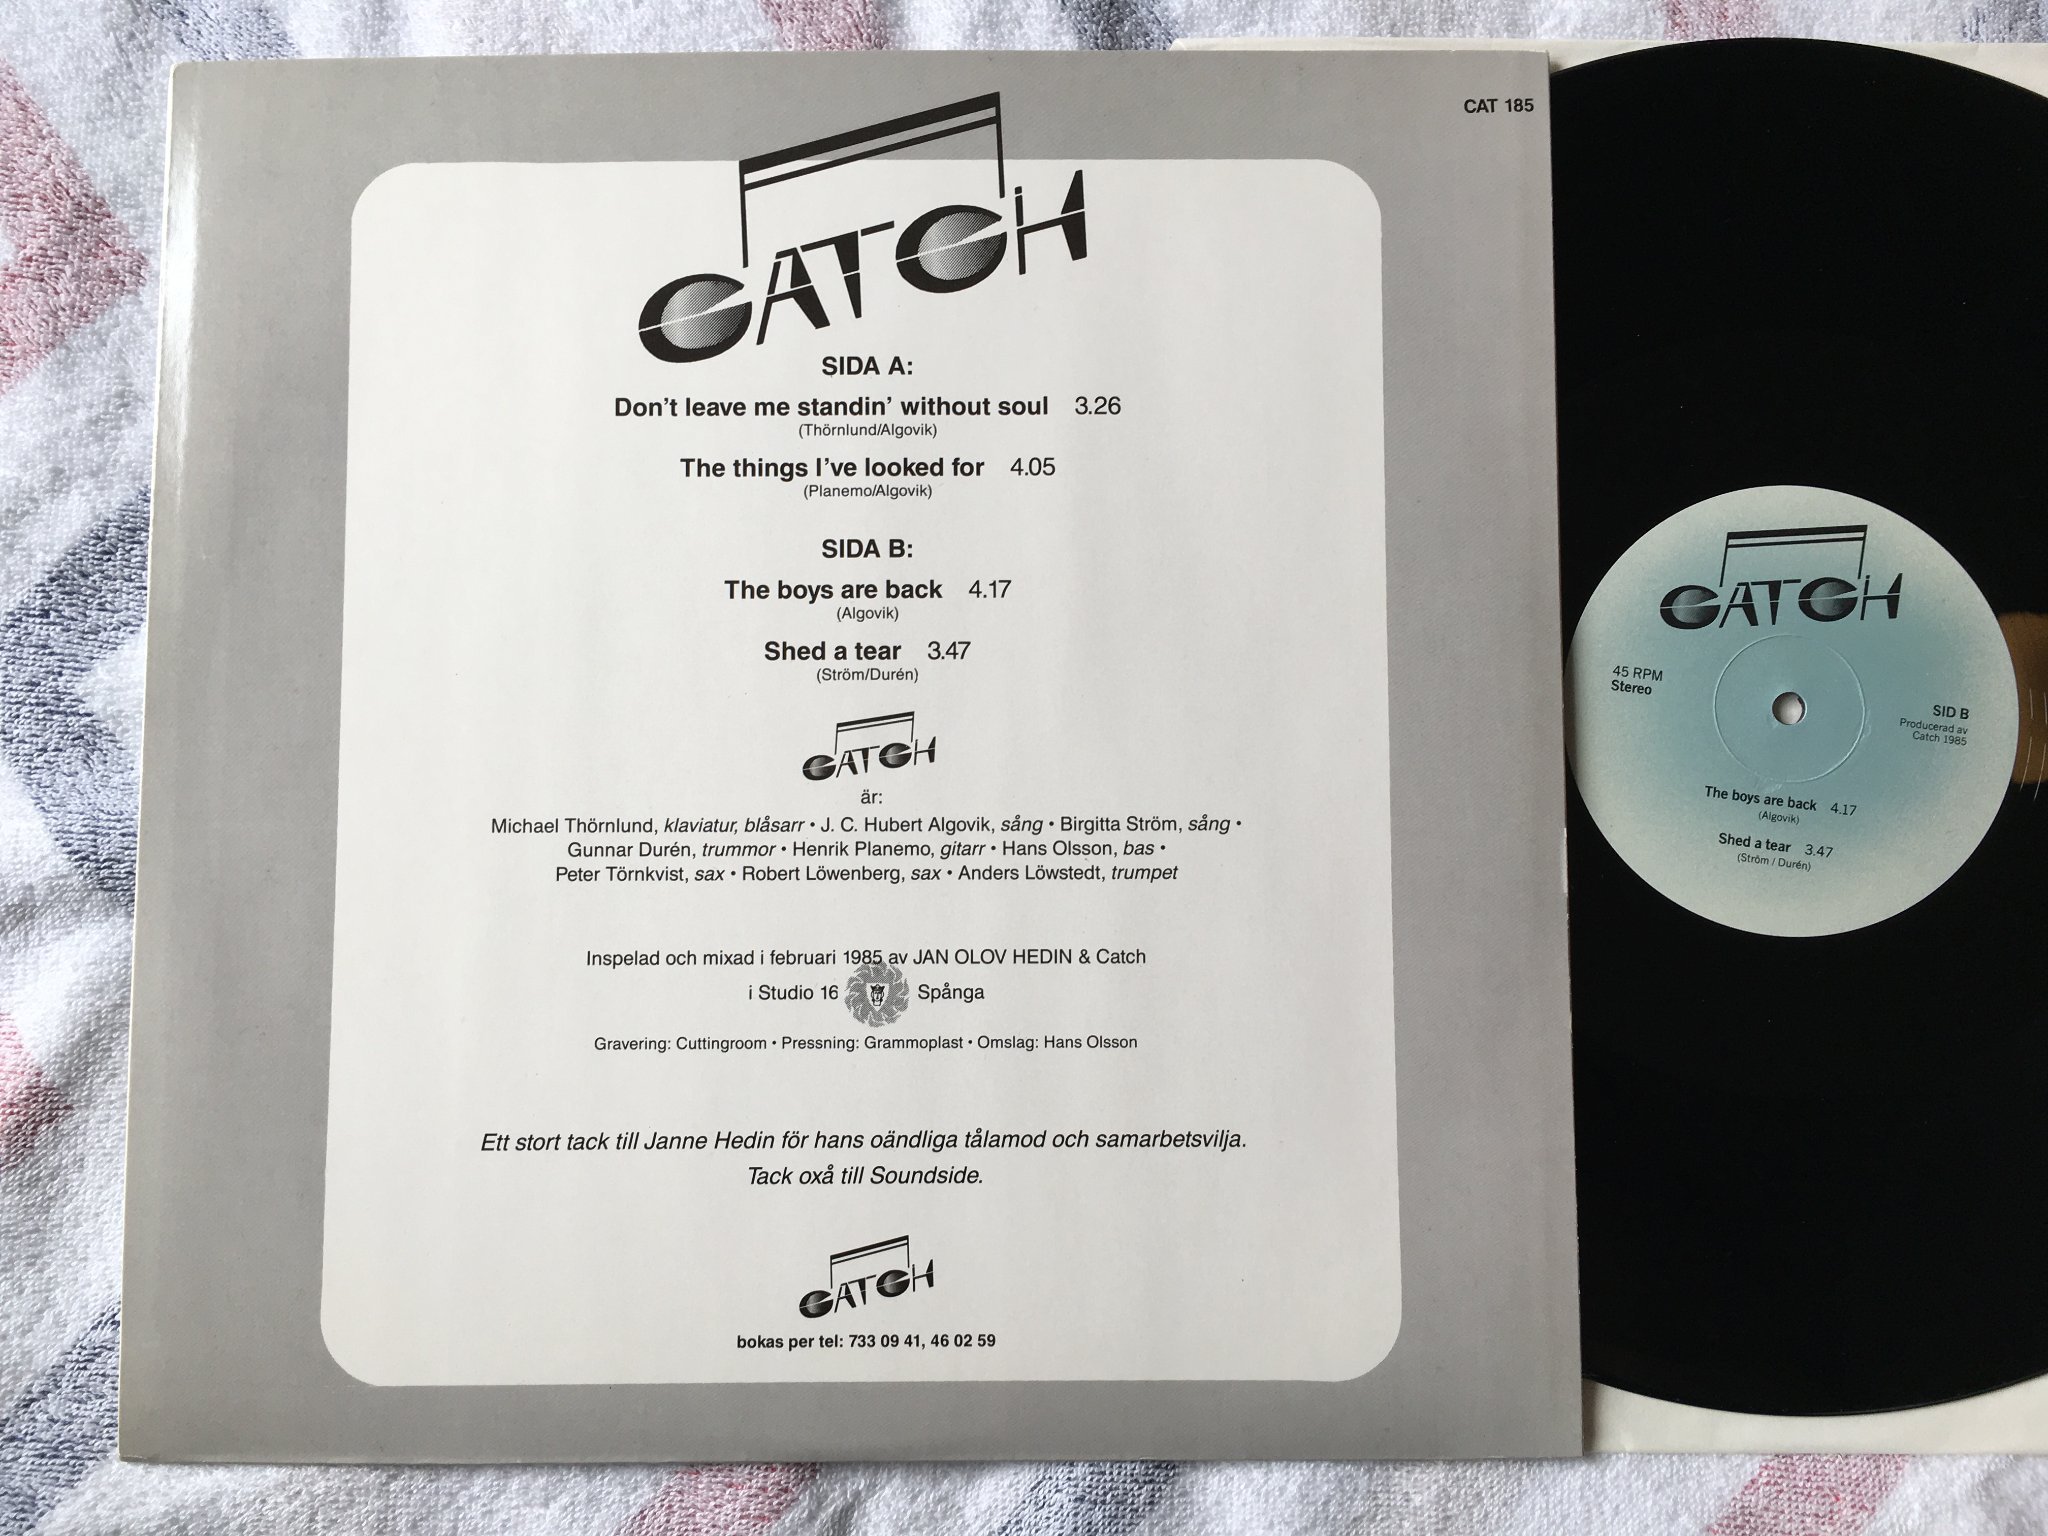 CAT 185
CATCH
SIDA A:
Don't leave me standin' without soul 3.26
(Thörnlund/Algovik)
The things I've looked for 4.05
(Planemo/Algovik)
SIDA B:
The boys are back 4.17
(Algovik)
Shed a tear 3.47
(Ström/Durén)
CATCH
är:
Michael Thörnlund, klaviatur, blåsarr • J. C. Hubert Algovik, sång • Birgitta Ström, sång •
Gunnar Durén, trummor • Henrik Planemo, gitarr • Hans Olsson, bas •
Peter Törnkvist, sax • Robert Löwenberg, sax • Anders Löwstedt, trumpet
Inspelad och mixad i februari 1985 av JAN OLOV HEDIN & Catch
i Studio 16 Spånga
Gravering: Cuttingroom • Pressning: Grammoplast • Omslag: Hans Olsson
Ett stort tack till Janne Hedin för hans oändliga tålamod och samarbetsvilja.
Tack oxå till Soundside.
CATCH
bokas per tel: 733 09 41, 46 02 59
CATCH
45 RPM
Stereo
SID B
Producerad av
Catch 1985
The boys are back 4.17
(Algovik)
Shed a tear 3.47
(Ström / Durén)